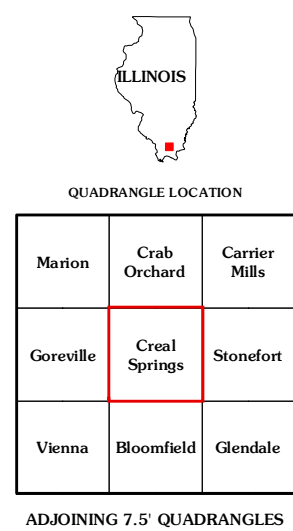 ILLINOIS
QUADRANGLE LOCATION
Marion
Crab
Orchard
Carrier
Mills
Goreville
Creal
Springs
Stonefort
Vienna
Bloomfield
Glendale
ADJOINING 7.5' QUADRANGLES